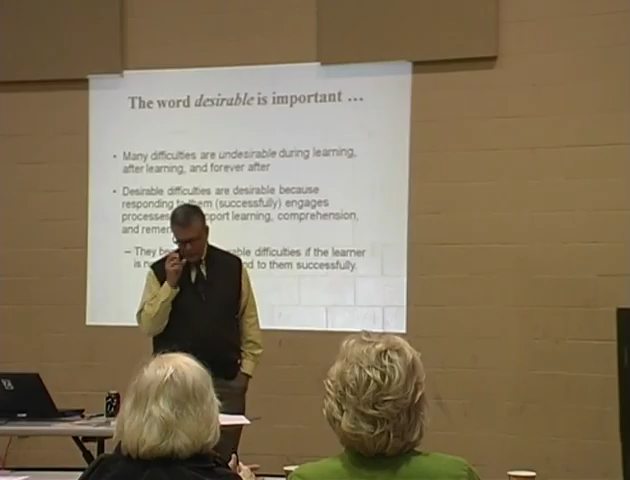 The word desirable is important …
• Many difficulties are undesirable during learning,
after learning, and forever after
• Desirable difficulties are desirable because
responding to them (successfully) engages
processes support learning, comprehension,
and
– They difficulties if the learner
is to them successfully.